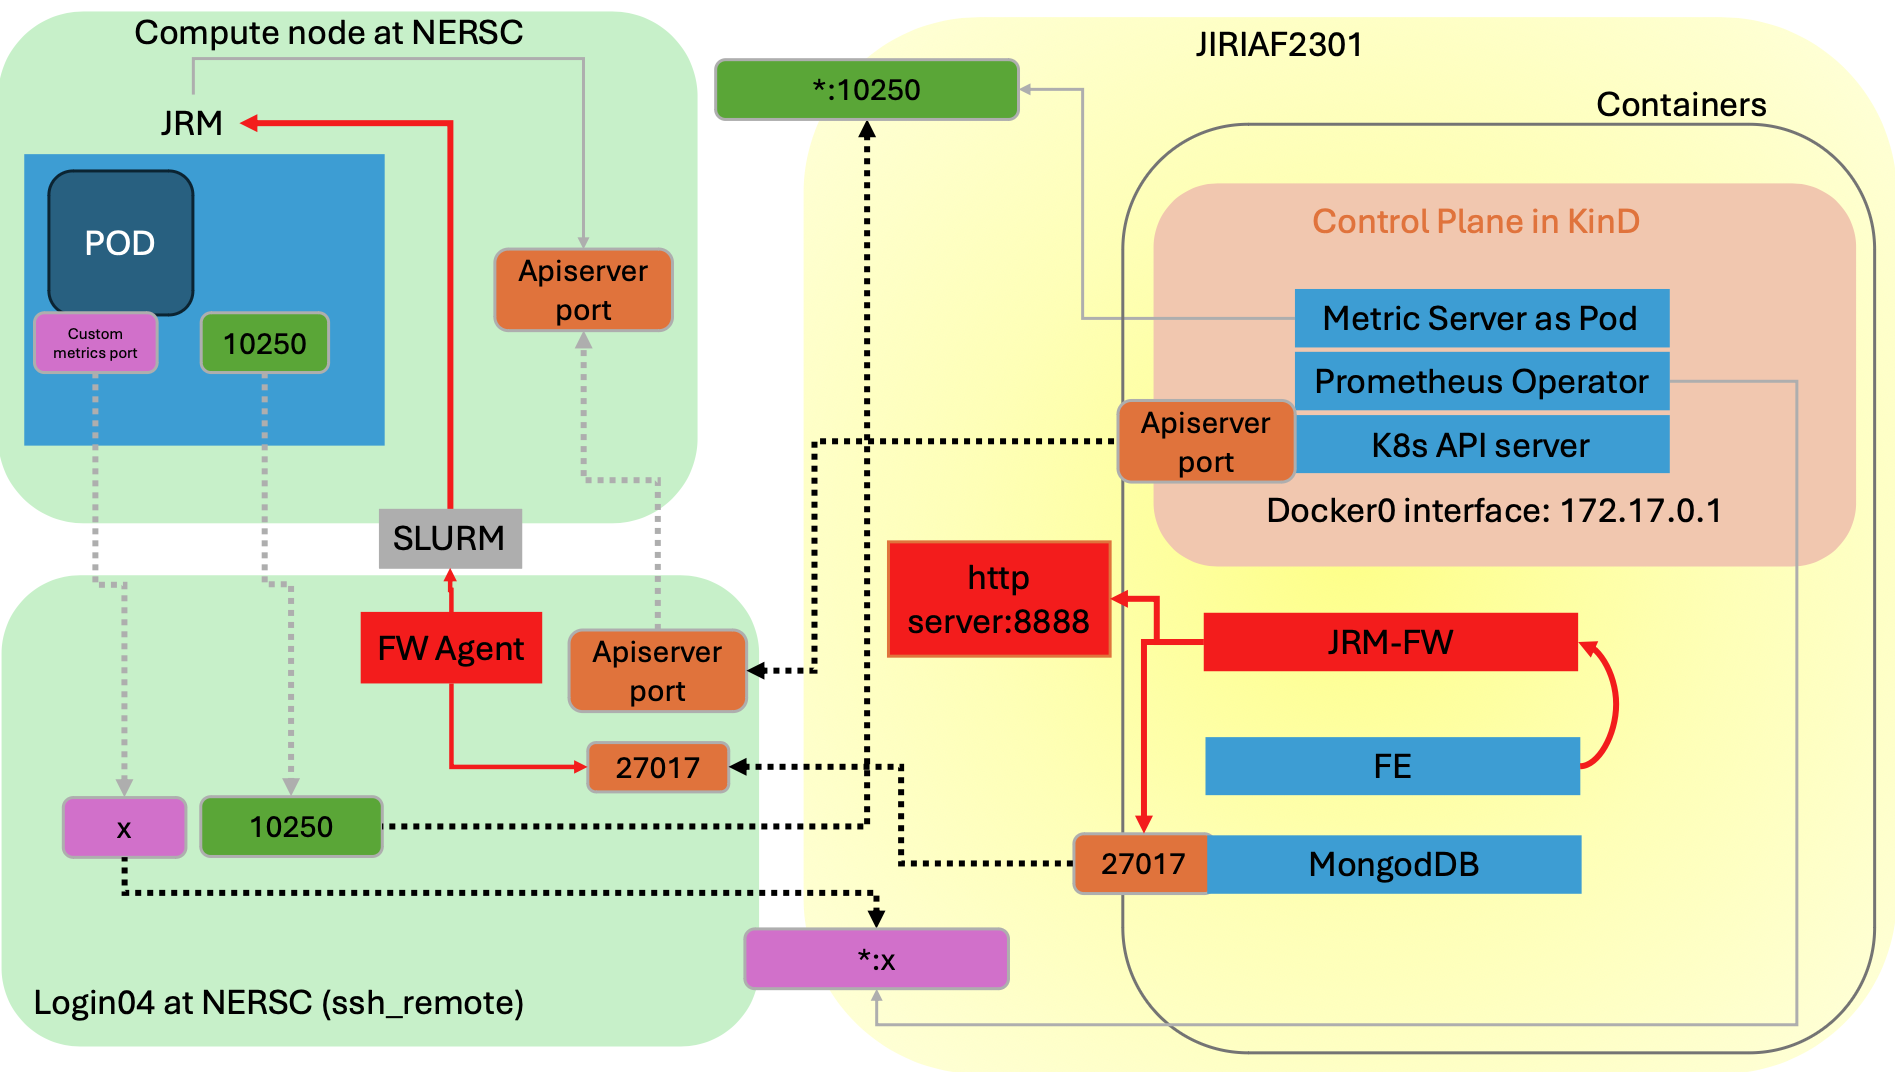 Compute node at NERSC
JRM
POD
Custom
metrics port
10250
Apiserver
port
SLURM
FW Agent
Apiserver
port
27017
x
10250
Login04 at NERSC (ssh_remote)
*:10250
JIRIAF2301
Containers
Control Plane in KinD
Metric Server as Pod
Prometheus Operator
Apiserver
port
K8s API server
Docker0 interface: 172.17.0.1
http
server:8888
JRM-FW
FE
27017
MongodDB
*:x